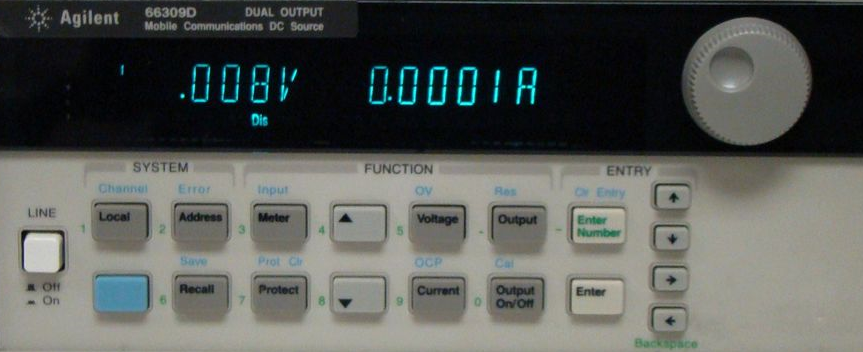 Agilent 66309D DUAL OUTPUT
Mobile Communications DC Source
1 .008V 0.0001A
Dis
SYSTEM FUNCTION ENTRY
Channel Error Input OV Res Clr Entry
LINE
1 Local 2 Address 3 Meter 4 5 Voltage - Output - Enter Number
Off
On
Save Prot Clr OCP Cal
6 Recall 7 Protect 8 9 Current 0 Output On/Off Enter
Backspace